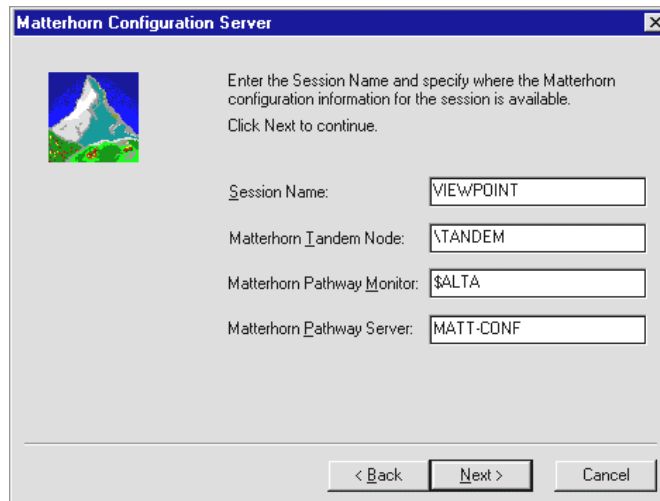 Matterhorn Configuration Server
Enter the Session Name and specify where the Matterhorn
configuration information for the session is available.
Click Next to continue.
Session Name: VIEWPOINT
Matterhorn Tandem Node: \TANDEM
Matterhorn Pathway Monitor: $ALTA
Matterhorn Pathway Server: MATT-CONF
< Back Next > Cancel